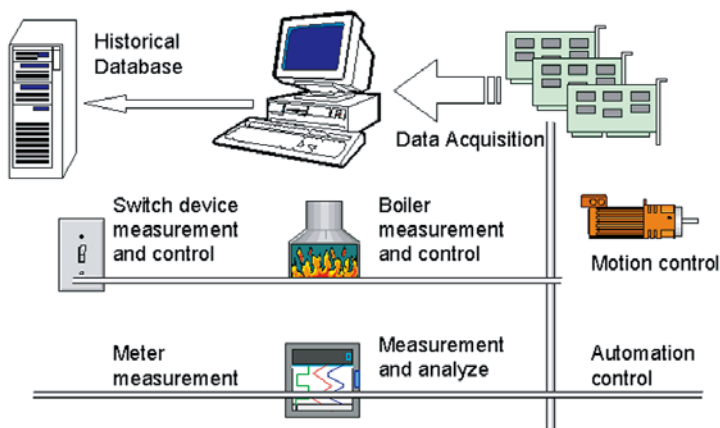 Historical
Database
Data Acquisition
Switch device
measurement
and control
Boiler
measurement
and control
Motion control
Meter
measurement
Measurement
and analyze
Automation
control